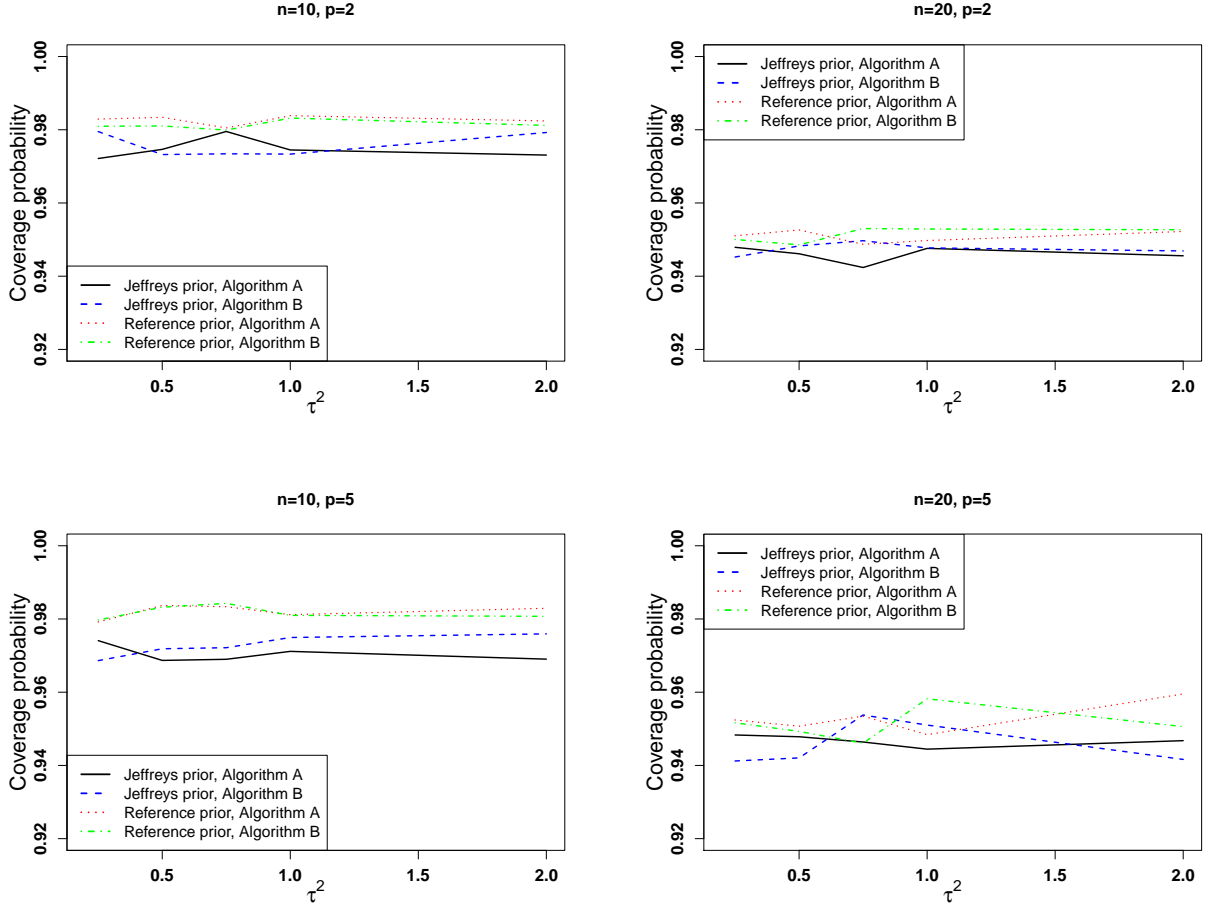 n=10, p=2
Coverage probability
0.92 0.94 0.96 0.98 1.00
Jeffreys prior, Algorithm A
Jeffreys prior, Algorithm B
Reference prior, Algorithm A
Reference prior, Algorithm B
0.5 1.0 1.5 2.0
τ²
n=20, p=2
Coverage probability
0.92 0.94 0.96 0.98 1.00
Jeffreys prior, Algorithm A
Jeffreys prior, Algorithm B
Reference prior, Algorithm A
Reference prior, Algorithm B
0.5 1.0 1.5 2.0
τ²
n=10, p=5
Coverage probability
0.92 0.94 0.96 0.98 1.00
Jeffreys prior, Algorithm A
Jeffreys prior, Algorithm B
Reference prior, Algorithm A
Reference prior, Algorithm B
0.5 1.0 1.5 2.0
τ²
n=20, p=5
Coverage probability
0.92 0.94 0.96 0.98 1.00
Jeffreys prior, Algorithm A
Jeffreys prior, Algorithm B
Reference prior, Algorithm A
Reference prior, Algorithm B
0.5 1.0 1.5 2.0
τ²